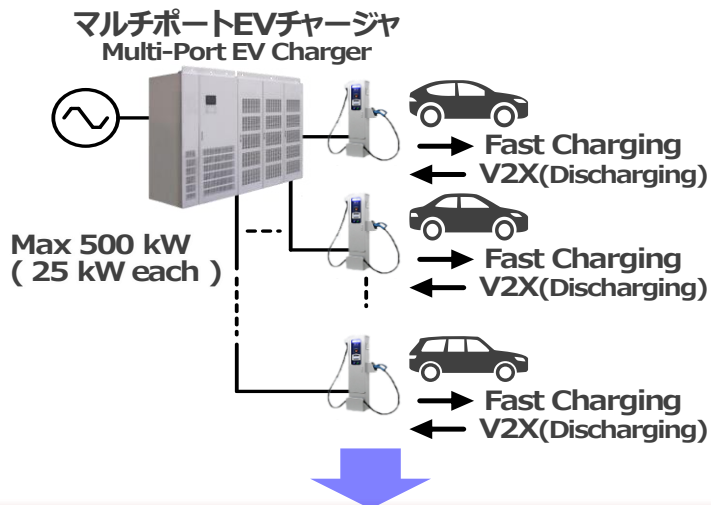 マルチポートEVチャージャ
Multi-Port EV Charger
Fast Charging
V2X(Discharging)
Max 500 kW
( 25 kW each )
Fast Charging
V2X(Discharging)
Fast Charging
V2X(Discharging)